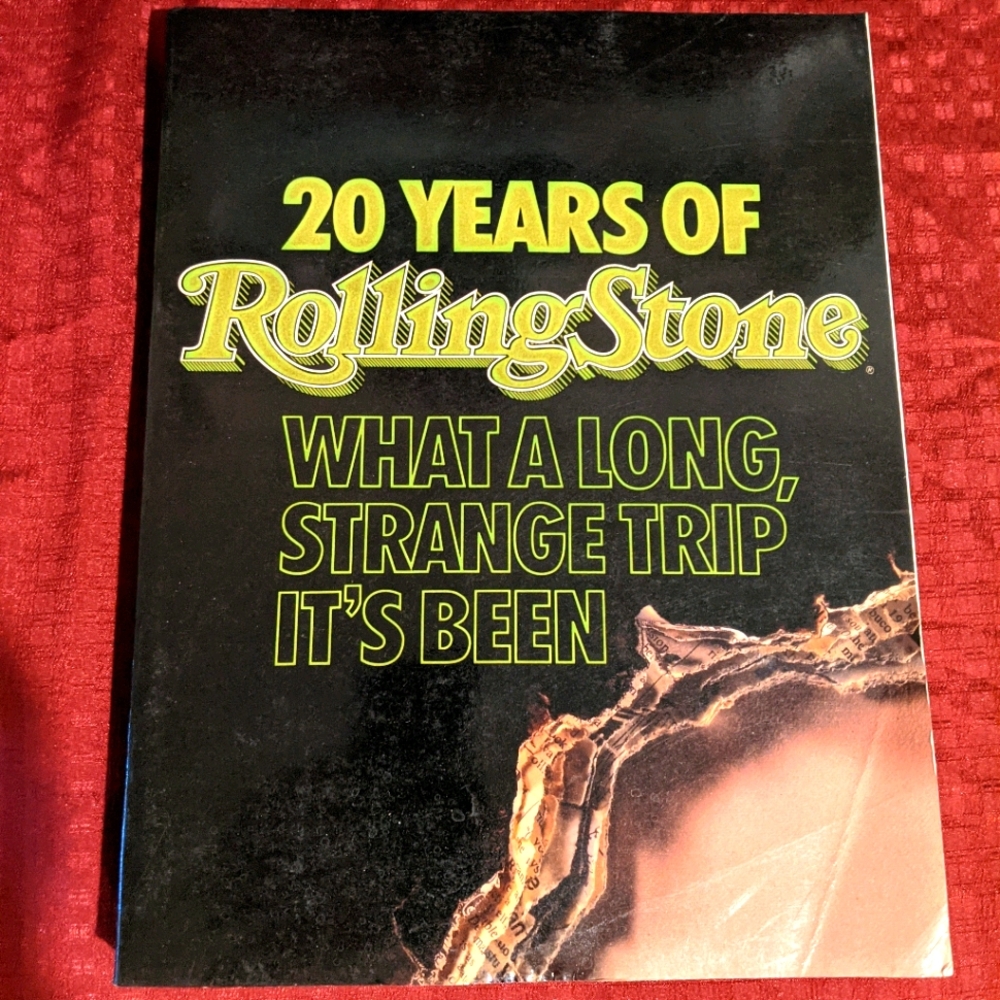 20 YEARS OF
RollingStone®
WHAT A LONG,
STRANGE TRIP
IT'S BEEN